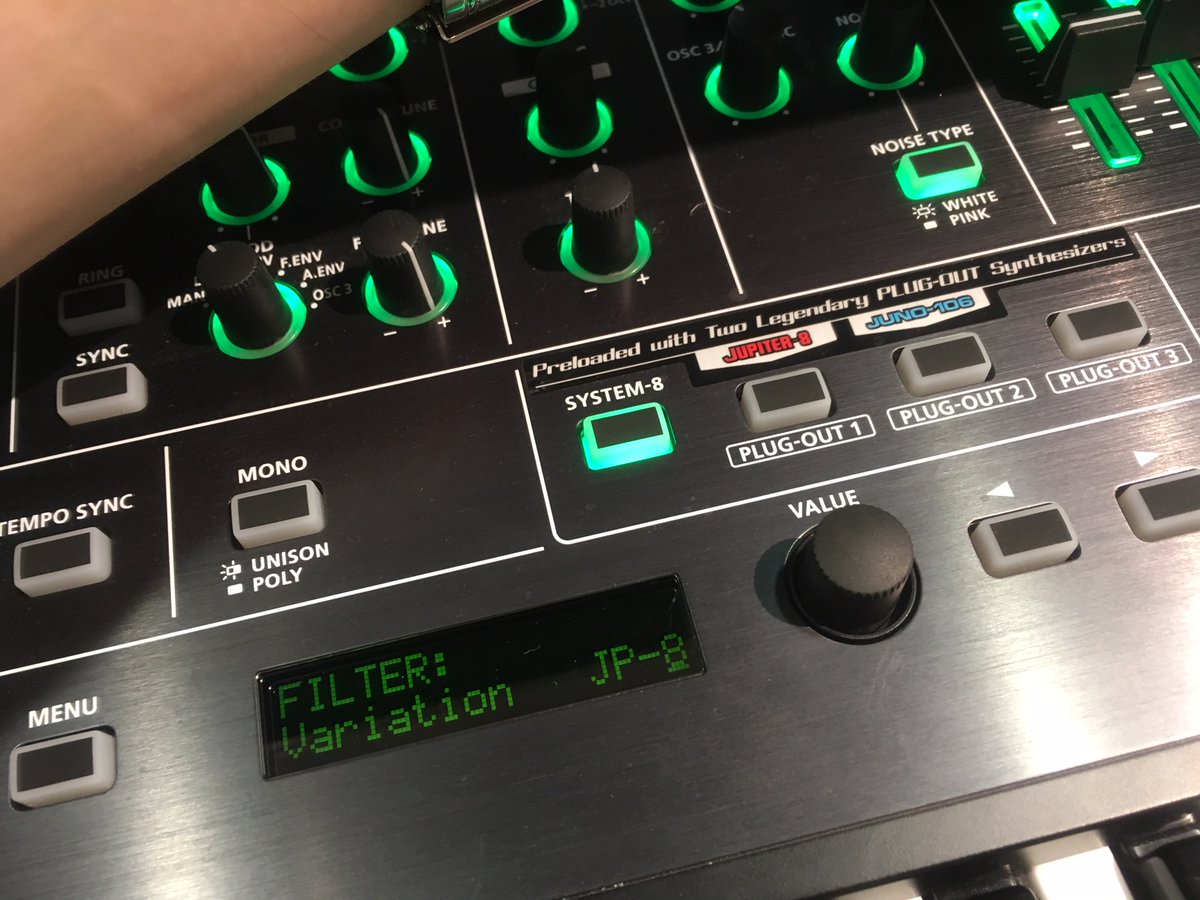 OSC 3/
NOISE TYPE
WHITE
PINK
RING
F.ENV
A.ENV
OSC 3
SYNC
Preloaded with Two Legendary PLUG-OUT Synthesizers
JUPITER-8
JUNO-106
SYSTEM-8
PLUG-OUT 1
PLUG-OUT 2
PLUG-OUT 3
TEMPO SYNC
MONO
UNISON
POLY
VALUE
MENU
FILTER:
Variation JP-8